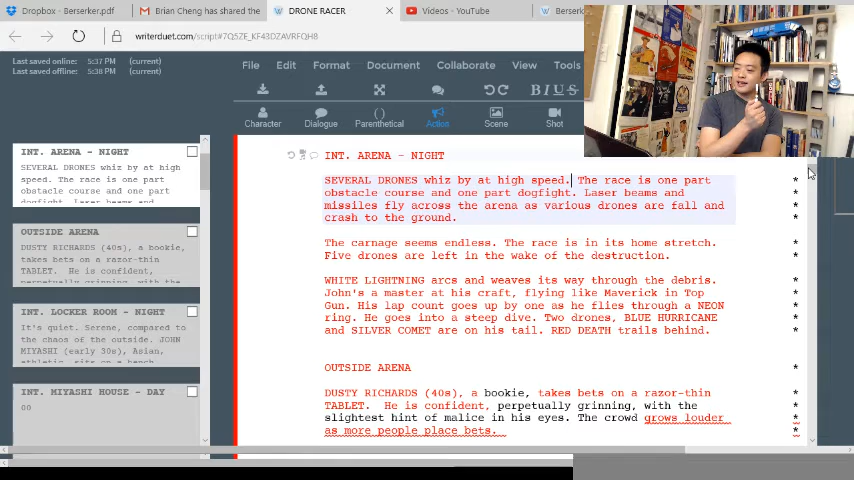 Dropbox - Berserker.pdf
Brian Cheng has shared the
DRONE RACER
Videos - YouTube
Berserk
writerduet.com/script#7Q5ZE_KF43DZAVRFQH8
Last saved online: 5:37 PM (current)
Last saved offline: 5:38 PM (current)
File Edit Format Document Collaborate View Tools
B I U S
Character Dialogue Parenthetical Action Scene Shot
INT. ARENA - NIGHT
SEVERAL DRONES whiz by at high
speed. The race is one part
obstacle course and one part
dogfight. Laser beams and
OUTSIDE ARENA
DUSTY RICHARDS (40s), a bookie,
takes bets on a razor-thin
TABLET. He is confident,
perpetually grinning, with the
INT. LOCKER ROOM - NIGHT
It's quiet. Serene, compared to
the chaos of the outside. JOHN
MIYASHI (early 30s), Asian,
athletic, sits on a bench
INT. MIYASHI HOUSE - DAY
00
INT. ARENA - NIGHT
SEVERAL DRONES whiz by at high speed. The race is one part *
obstacle course and one part dogfight. Laser beams and *
missiles fly across the arena as various drones are fall and *
crash to the ground. *
The carnage seems endless. The race is in its home stretch. *
Five drones are left in the wake of the destruction. *
WHITE LIGHTNING arcs and weaves its way through the debris. *
John's a master at his craft, flying like Maverick in Top *
Gun. His lap count goes up by one as he flies through a NEON *
ring. He goes into a steep dive. Two drones, BLUE HURRICANE *
and SILVER COMET are on his tail. RED DEATH trails behind. *
OUTSIDE ARENA *
DUSTY RICHARDS (40s), a bookie, takes bets on a razor-thin *
TABLET. He is confident, perpetually grinning, with the *
slightest hint of malice in his eyes. The crowd grows louder *
as more people place bets. *